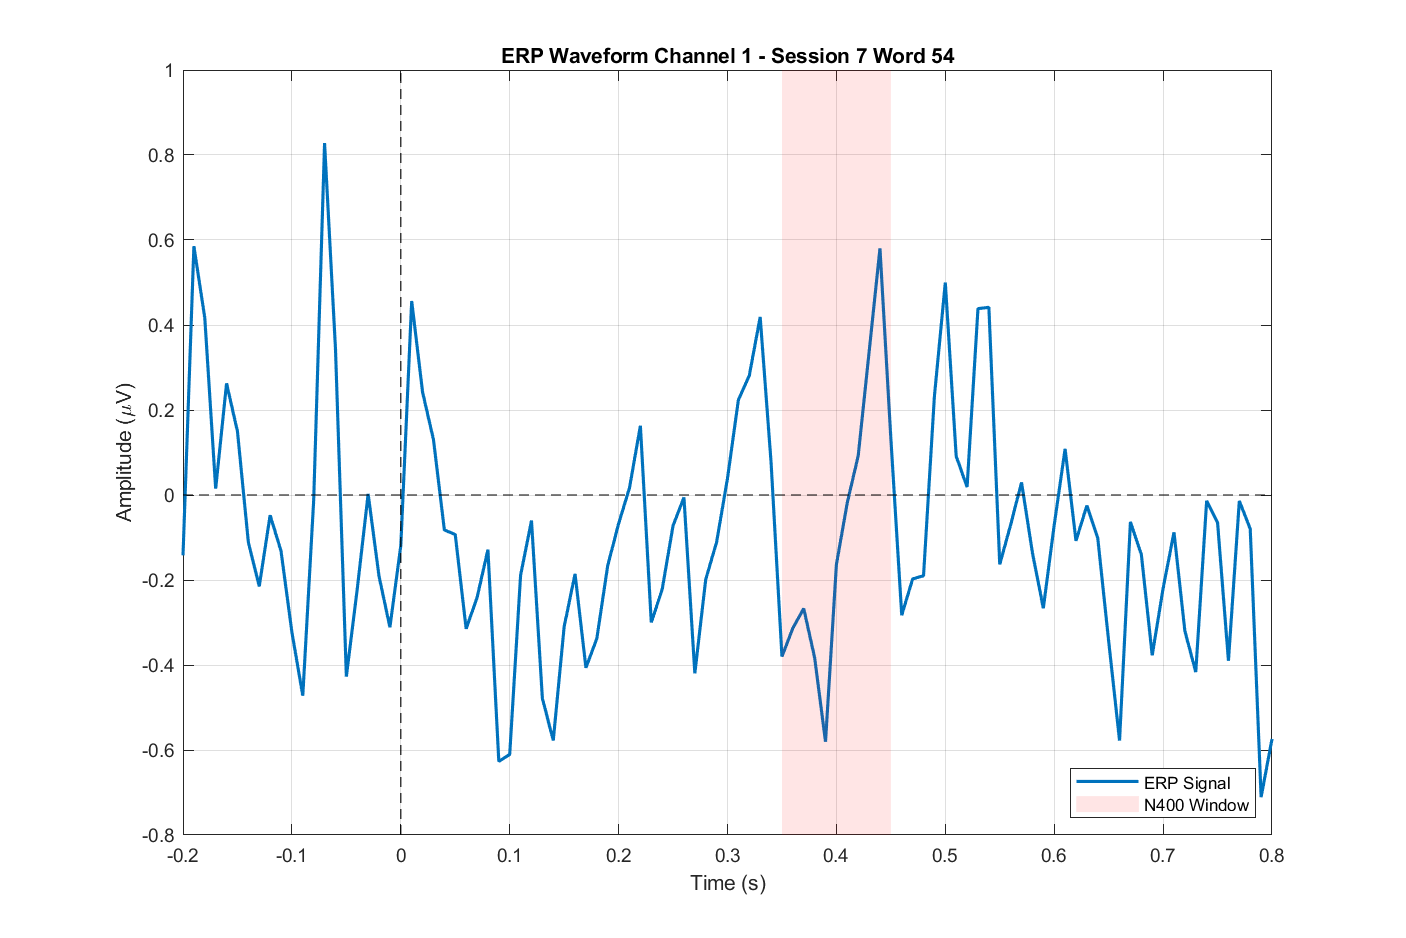 ERP Waveform Channel 1 - Session 7 Word 54
1
0.8
0.6
0.4
0.2
0
-0.2
-0.4
-0.6
-0.8
Amplitude (μV)
ERP Signal
N400 Window
-0.2 -0.1 0 0.1 0.2 0.3 0.4 0.5 0.6 0.7 0.8
Time (s)